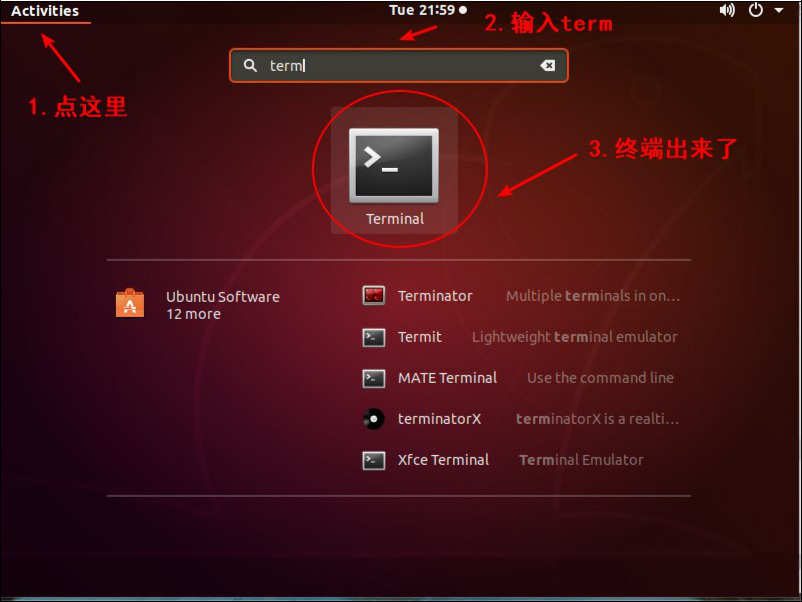 Activities
Tue 21:59
2.输入term
term
1.点这里
3.终端出来了
Terminal
Ubuntu Software
12 more
Terminator Multiple terminals in on…
Termit Lightweight terminal emulator
MATE Terminal Use the command line
terminatorX terminatorX is a realti…
Xfce Terminal Terminal Emulator